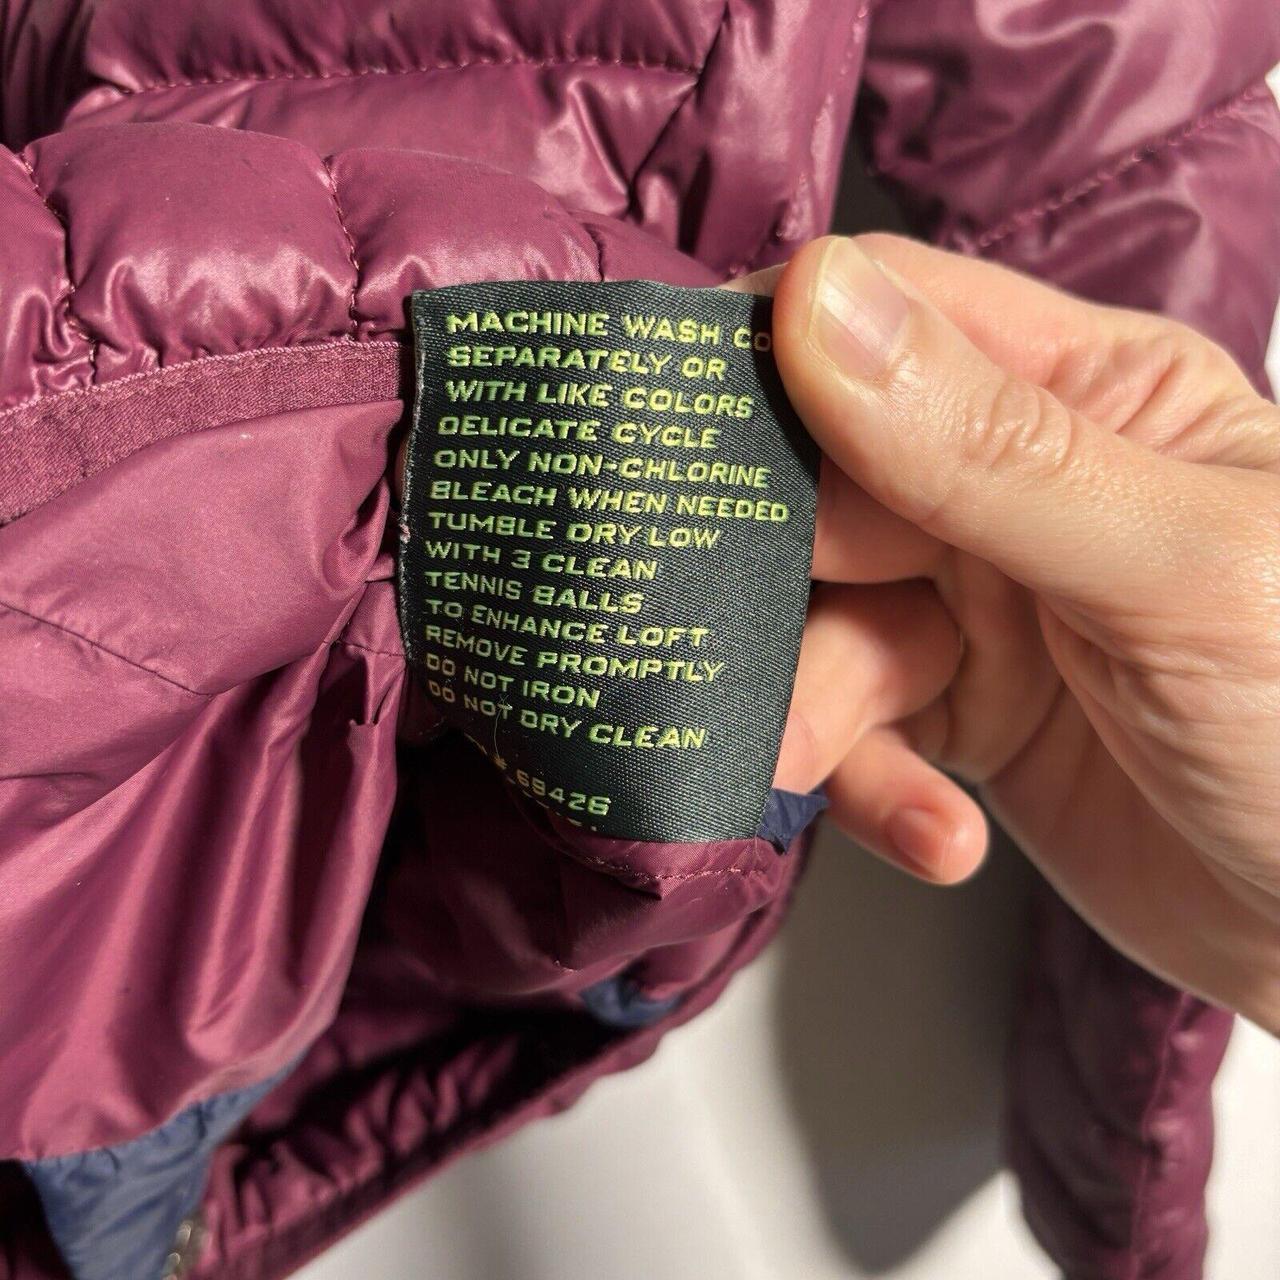 MACHINE WASH CO
SEPARATELY OR
WITH LIKE COLORS
DELICATE CYCLE
ONLY NON-CHLORINE
BLEACH WHEN NEEDED
TUMBLE DRY LOW
WITH 3 CLEAN
TENNIS BALLS
TO ENHANCE LOFT
REMOVE PROMPTLY
DO NOT IRON
DO NOT DRY CLEAN
# 69426